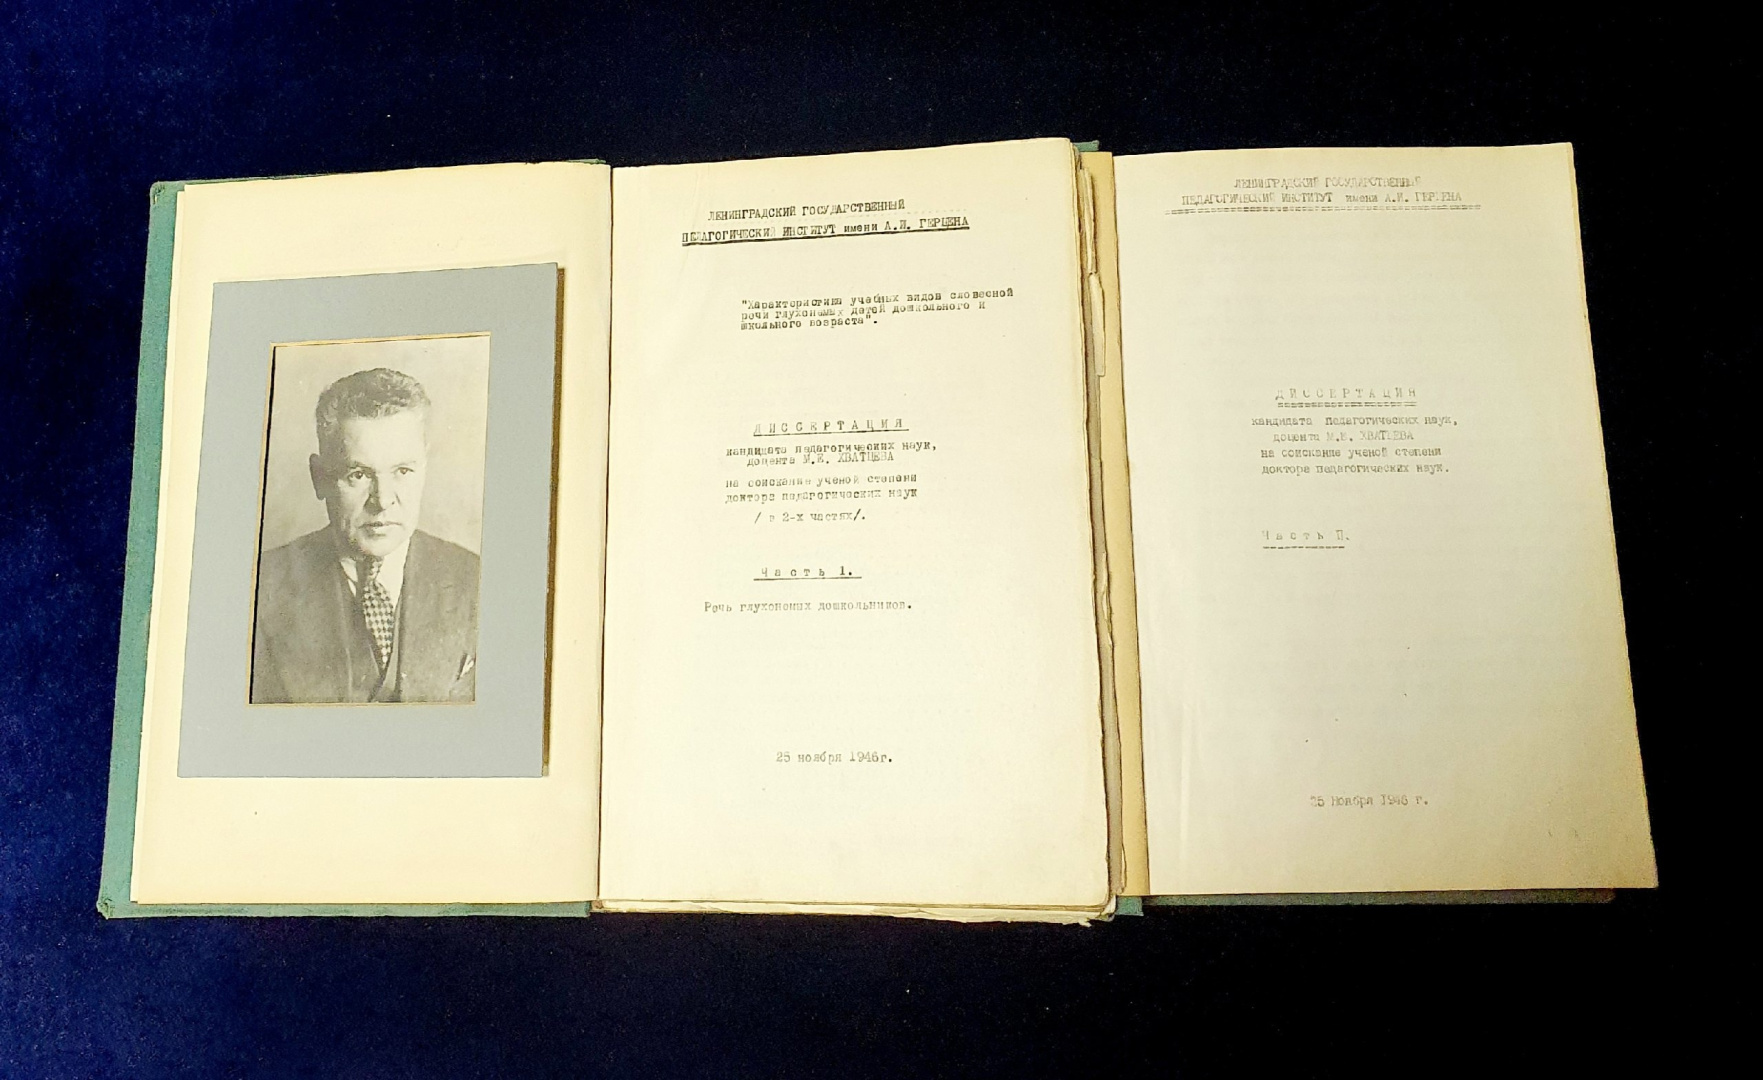 ЛЕНИНГРАДСКИЙ ГОСУДАРСТВЕННЫЙ
ПЕДАГОГИЧЕСКИЙ ИНСТИТУТ имени А.И. ГЕРЦЕНА
"Характеристика учебных видов словесной
речи глухонемых детей дошкольного и
школьного возраста".
ДИССЕРТАЦИЯ
кандидата педагогических наук,
доцента М.Е. ХВАТЦЕВА
на соискание ученой степени
доктора педагогических наук
/ в 2-х частях/.
Часть 1.
Речь глухонемых дошкольников.
25 ноября 1946г.
ЛЕНИНГРАДСКИЙ ГОСУДАРСТВЕННЫЙ
ПЕДАГОГИЧЕСКИЙ ИНСТИТУТ имени А.И. ГЕРЦЕНА
ДИССЕРТАЦИЯ
кандидата педагогических наук,
доцента М.Е. ХВАТЦЕВА
на соискание ученой степени
доктора педагогических наук.
Часть П.
25 Ноября 1946 г.